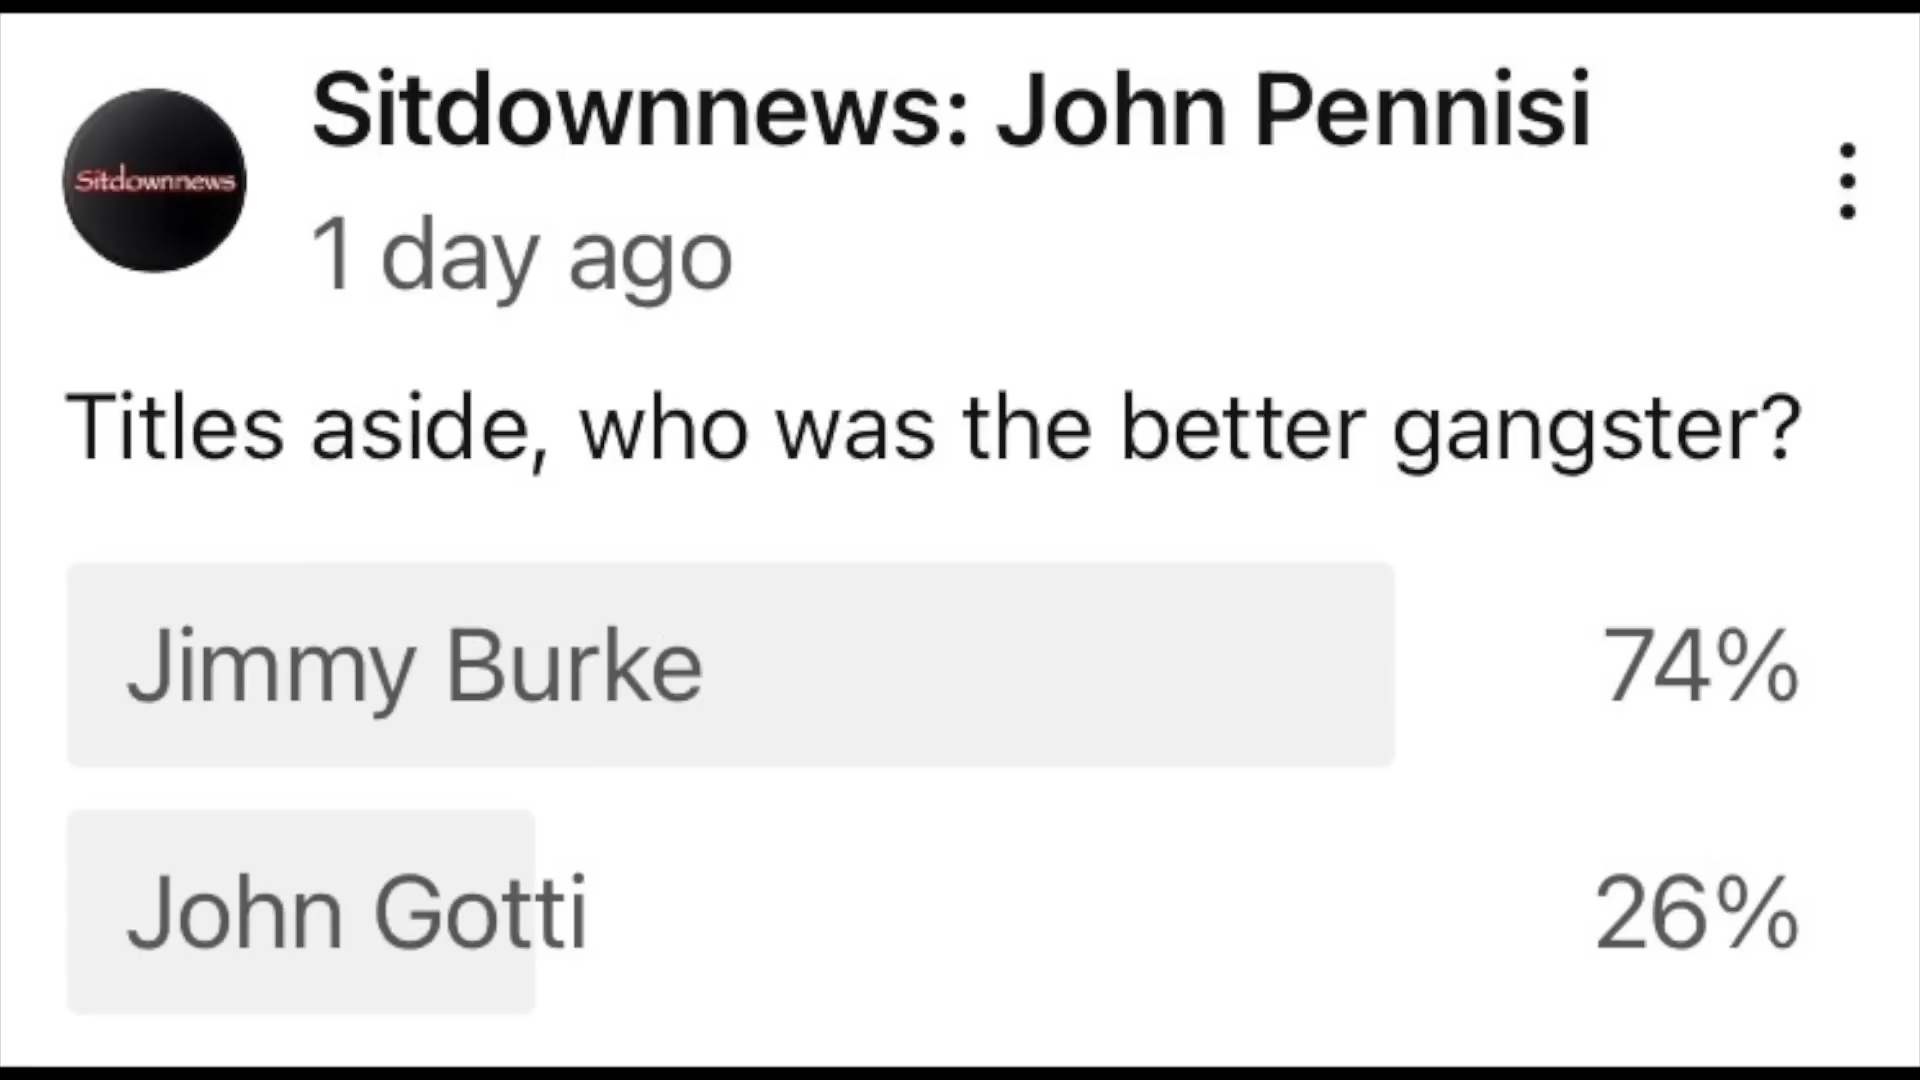 Sitdownnews
Sitdownnews: John Pennisi
1 day ago
Titles aside, who was the better gangster?
Jimmy Burke 74%
John Gotti 26%